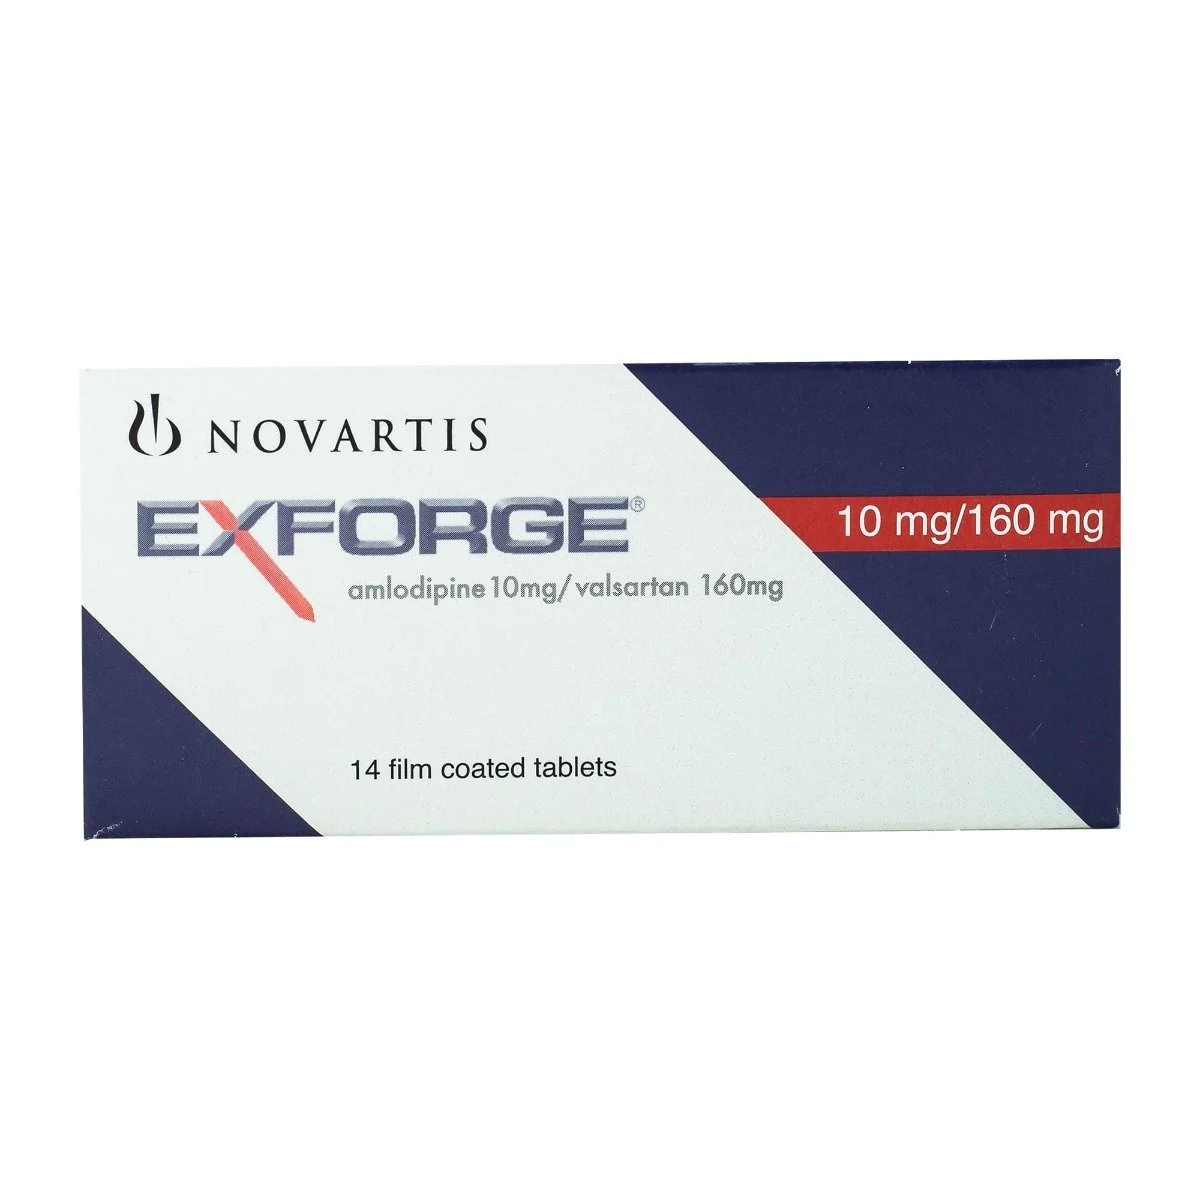 NOVARTIS
EXFORGE®
10 mg/160 mg
amlodipine 10mg/valsartan 160mg
14 film coated tablets